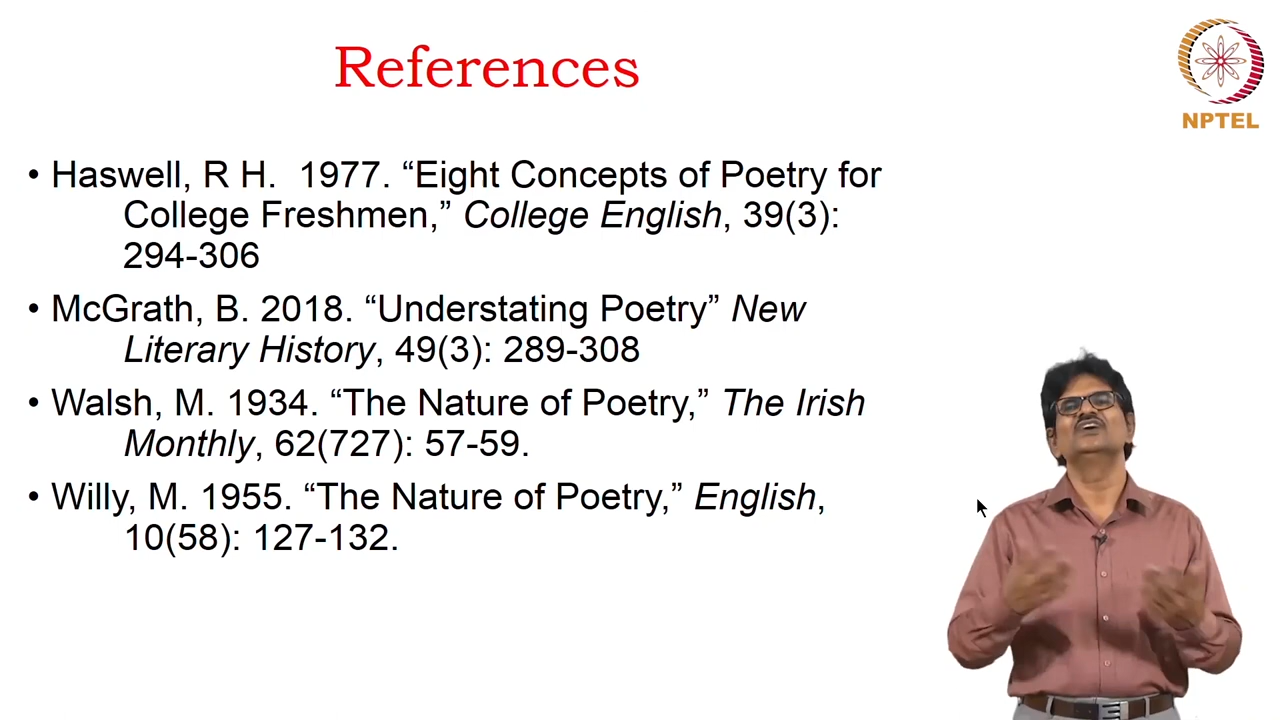 References
NPTEL
• Haswell, R H.  1977. “Eight Concepts of Poetry for
College Freshmen,” College English, 39(3):
294-306
• McGrath, B. 2018. “Understating Poetry” New
Literary History, 49(3): 289-308
• Walsh, M. 1934. “The Nature of Poetry,” The Irish
Monthly, 62(727): 57-59.
• Willy, M. 1955. “The Nature of Poetry,” English,
10(58): 127-132.